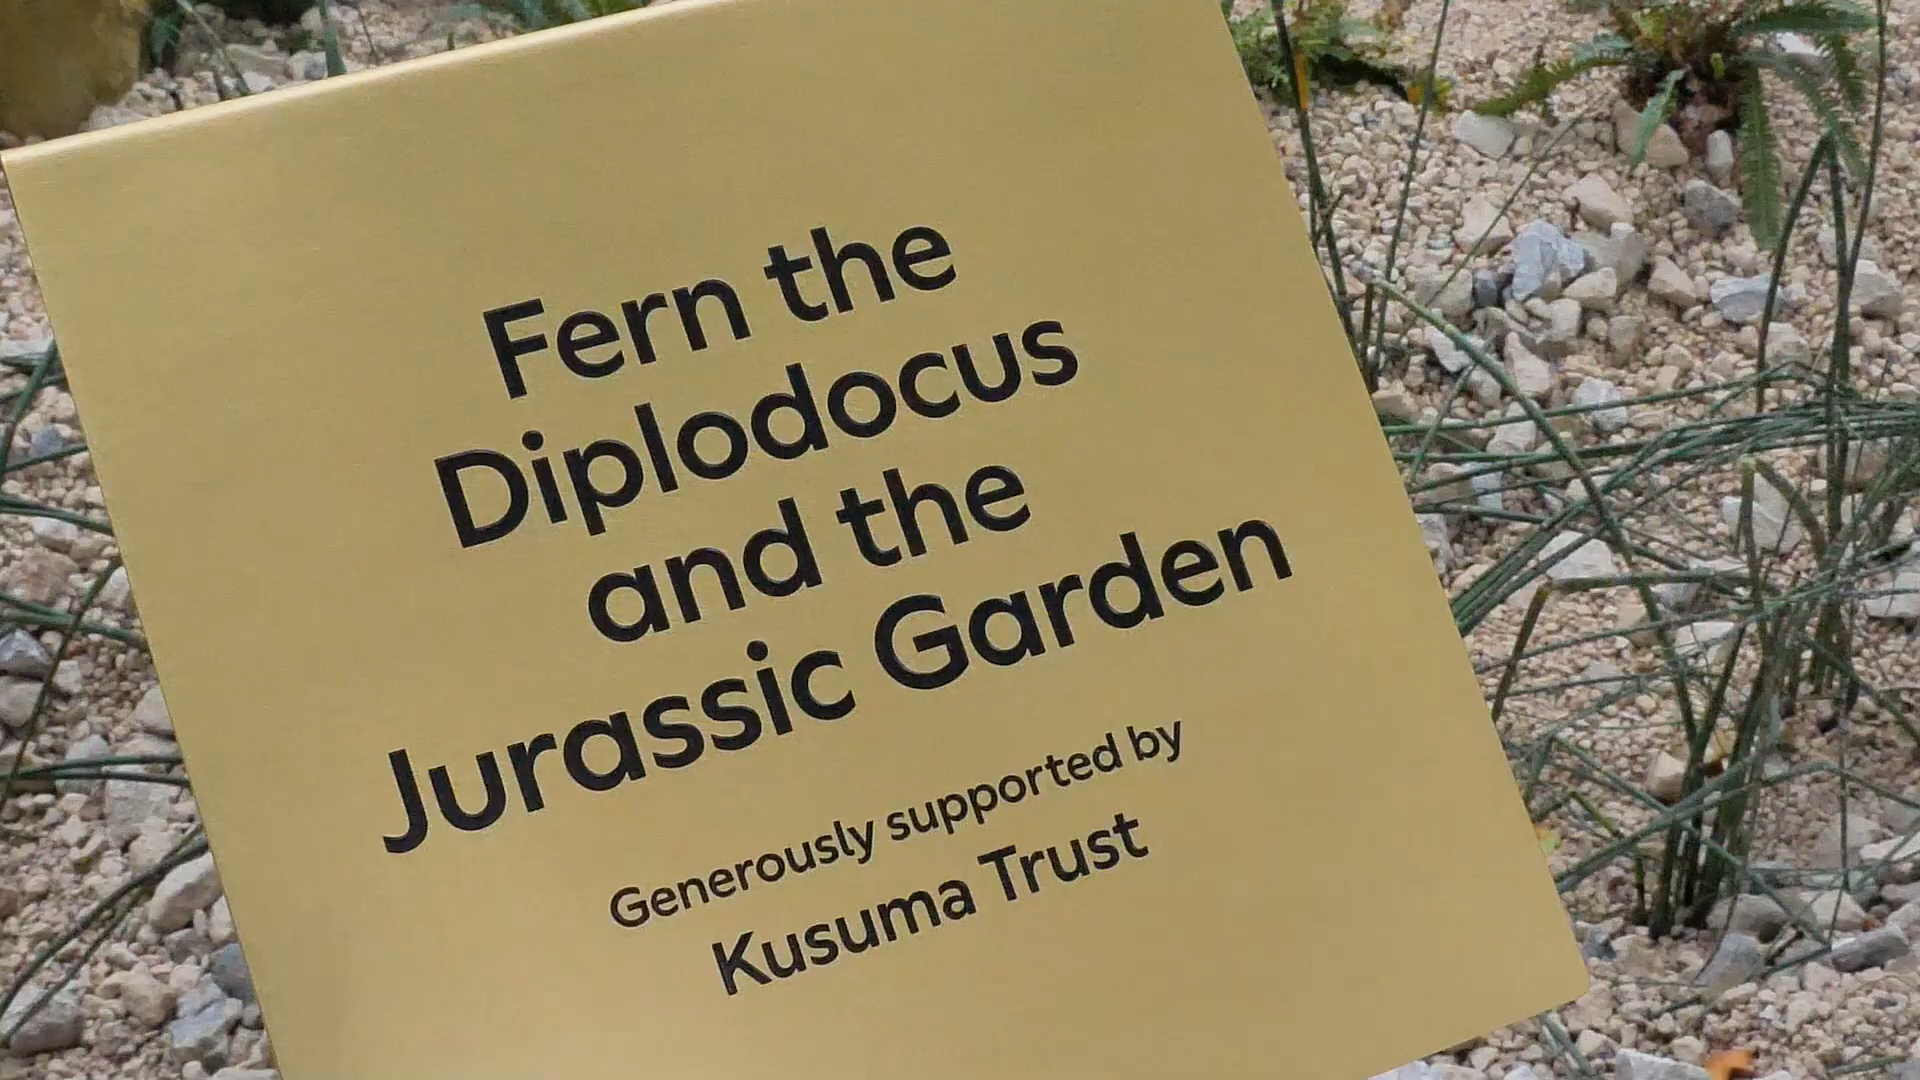 Fern the
Diplodocus
and the
Jurassic Garden
Generously supported by
Kusuma Trust